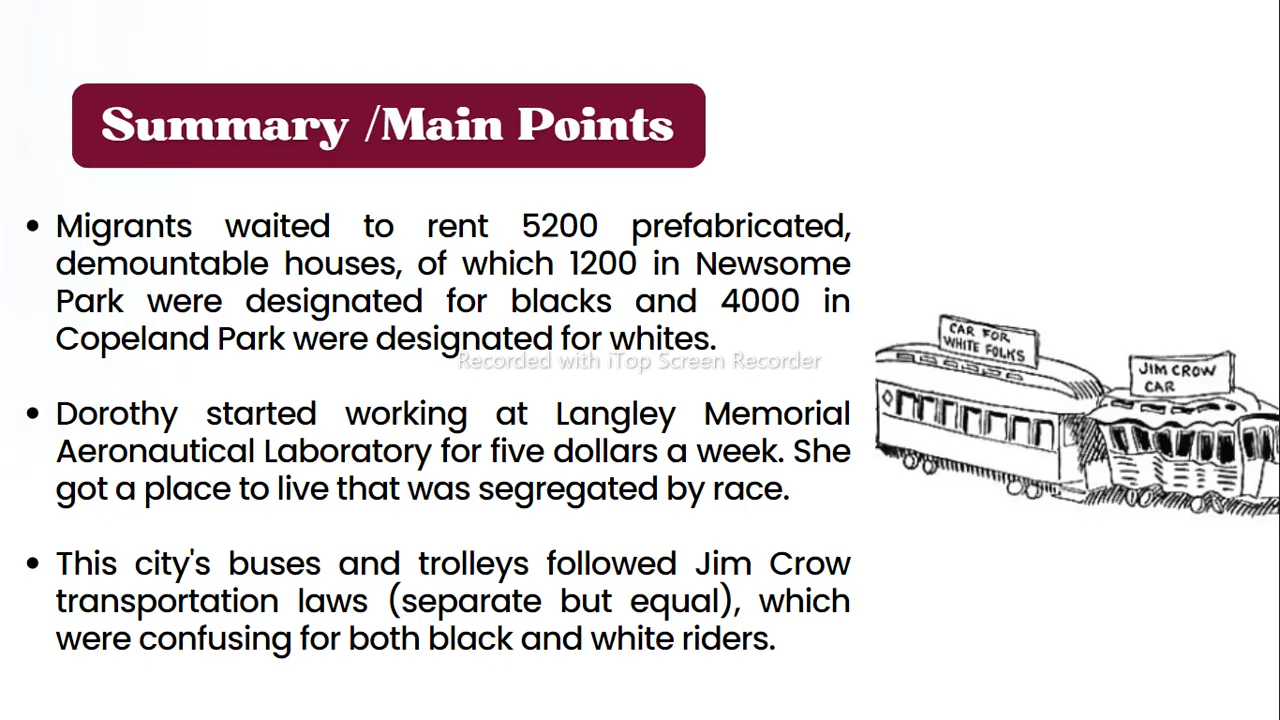 Summary /Main Points
• Migrants waited to rent 5200 prefabricated,
demountable houses, of which 1200 in Newsome
Park were designated for blacks and 4000 in
Copeland Park were designated for whites.
Recorded with iTop Screen Recorder
• Dorothy started working at Langley Memorial
Aeronautical Laboratory for five dollars a week. She
got a place to live that was segregated by race.
• This city's buses and trolleys followed Jim Crow
transportation laws (separate but equal), which
were confusing for both black and white riders.
CAR FOR
WHITE FOLKS
JIM CROW
CAR